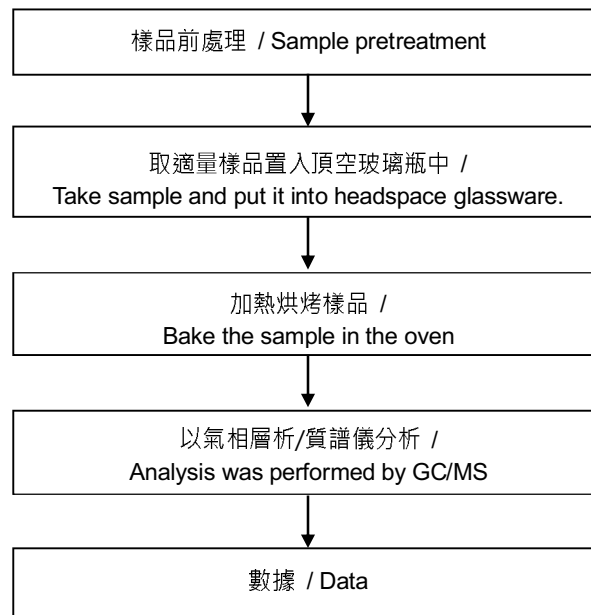 樣品前處理 / Sample pretreatment
取適量樣品置入頂空玻璃瓶中 /
Take sample and put it into headspace glassware.
加熱烘烤樣品 /
Bake the sample in the oven
以氣相層析/質譜儀分析 /
Analysis was performed by GC/MS
數據 / Data